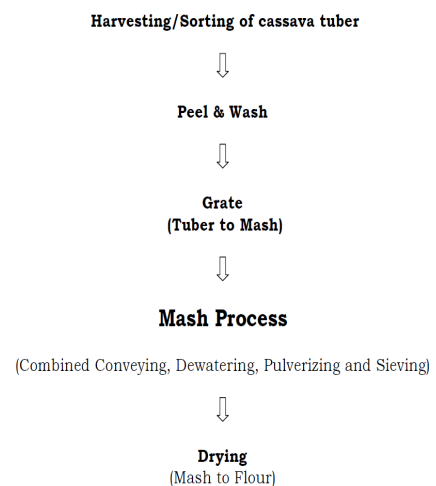 Harvesting/Sorting of cassava tuber
Peel & Wash
Grate
(Tuber to Mash)
Mash Process
(Combined Conveying, Dewatering, Pulverizing and Sieving)
Drying
(Mash to Flour)